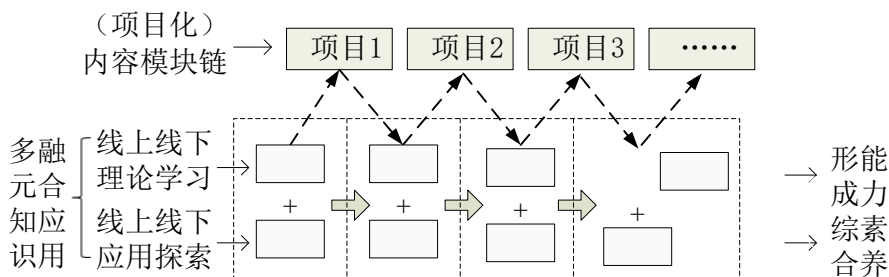 （项目化）
内容模块链
项目1
项目2
项目3
……
多融
元合
知应
识用
线上线下
理论学习
线上线下
应用探索
+
+
+
+
形能
成力
综素
合养